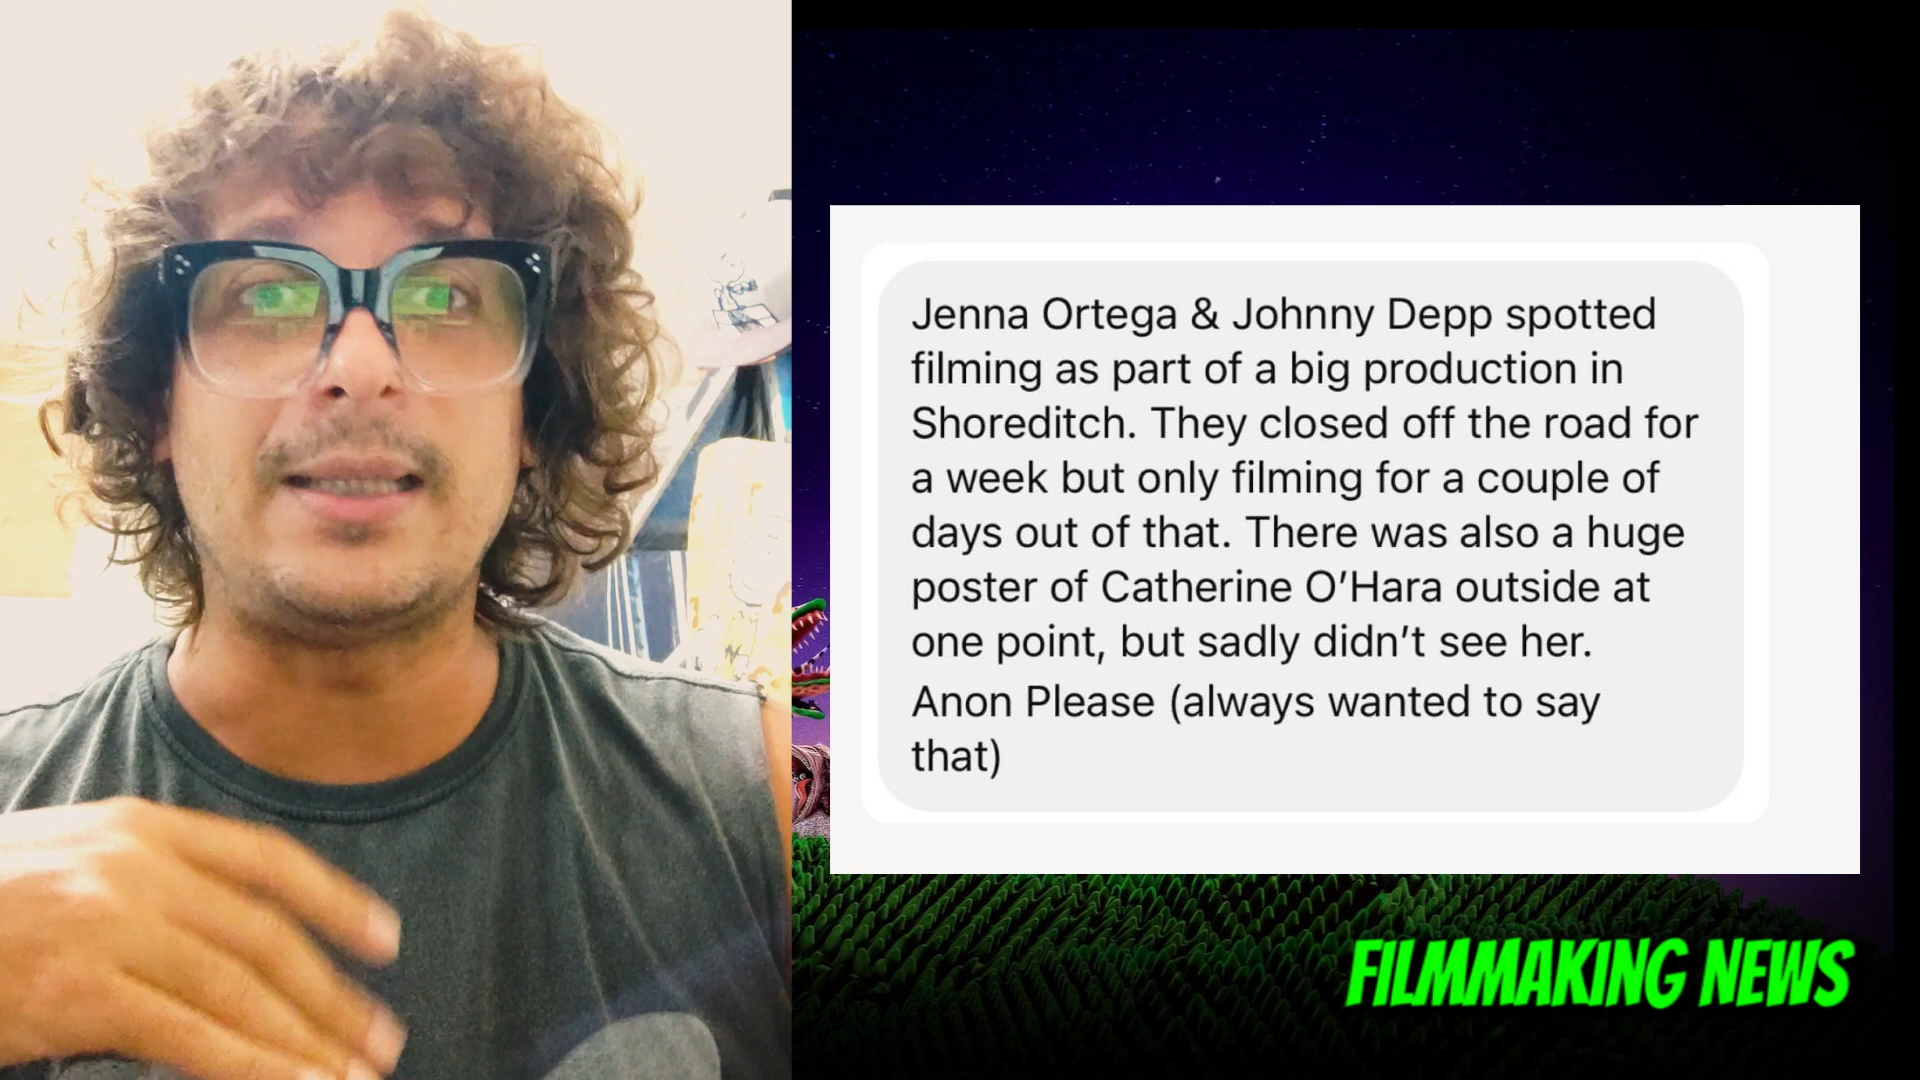 Jenna Ortega & Johnny Depp spotted
filming as part of a big production in
Shoreditch. They closed off the road for
a week but only filming for a couple of
days out of that. There was also a huge
poster of Catherine O’Hara outside at
one point, but sadly didn’t see her.
Anon Please (always wanted to say
that)
FILMMAKING NEWS